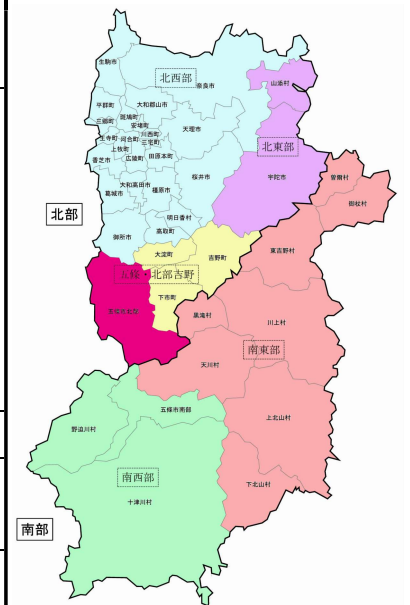 生駒市
北西部
奈良市
山添村
平群町
大和郡山市
斑鳩町
三郷町
安堵町
川西町
天理市
王寺町
河合町
三宅町
上牧町
北東部
広陵町
田原本町
香芝市
桜井市
宇陀市
曽爾村
大和高田市
橿原市
葛城市
御杖村
明日香村
北部
高取町
御所市
東吉野村
大淀町
吉野町
五條・北部吉野
下市町
五條市北部
黒滝村
川上村
南東部
天川村
五條市南部
上北山村
野迫川村
南西部
下北山村
十津川村
南部